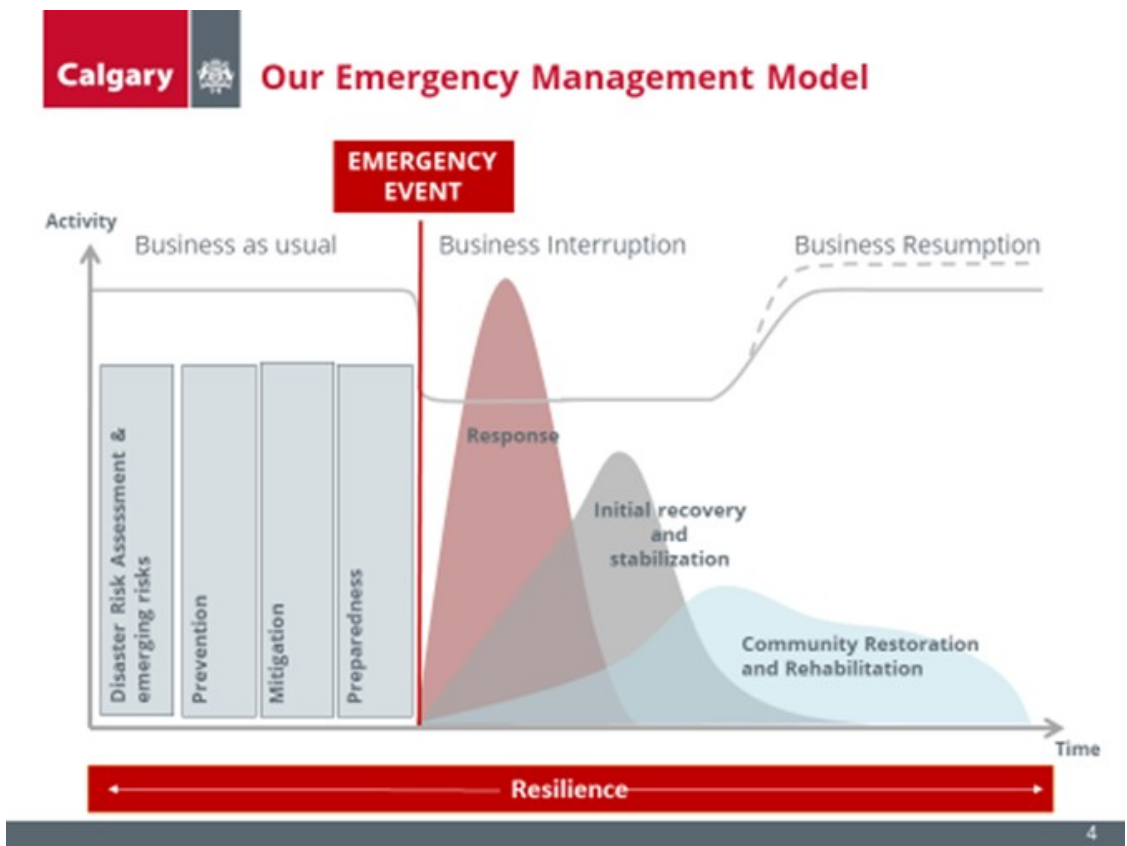 Calgary
Our Emergency Management Model
EMERGENCY
EVENT
Activity
Business as usual
Business Interruption
Business Resumption
Disaster Risk Assessment &
emerging risks
Prevention
Mitigation
Preparedness
Response
Initial recovery
and
stabilization
Community Restoration
and Rehabilitation
Time
Resilience
4